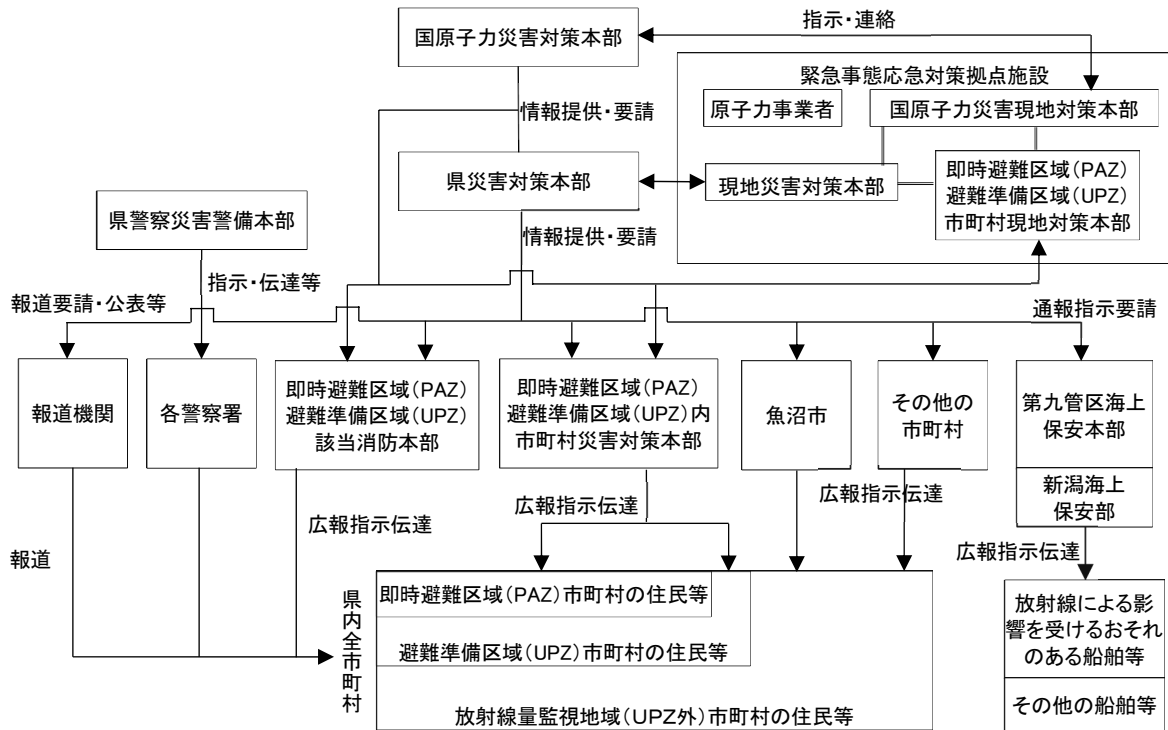 指示・連絡
国原子力災害対策本部
緊急事態応急対策拠点施設
原子力事業者
国原子力災害現地対策本部
情報提供・要請
県災害対策本部
現地災害対策本部
即時避難区域(PAZ)
避難準備区域(UPZ)
市町村現地対策本部
県警察災害警備本部
情報提供・要請
指示・伝達等
報道要請・公表等
通報指示要請
報道機関
各警察署
即時避難区域(PAZ)
避難準備区域(UPZ)
該当消防本部
即時避難区域(PAZ)
避難準備区域(UPZ)内
市町村災害対策本部
魚沼市
その他の
市町村
第九管区海上
保安本部
新潟海上
保安部
報道
広報指示伝達
広報指示伝達
広報指示伝達
広報指示伝達
県内全市町村
即時避難区域(PAZ)市町村の住民等
避難準備区域(UPZ)市町村の住民等
放射線量監視地域(UPZ外)市町村の住民等
放射線による影
響を受けるおそれ
のある船舶等
その他の船舶等